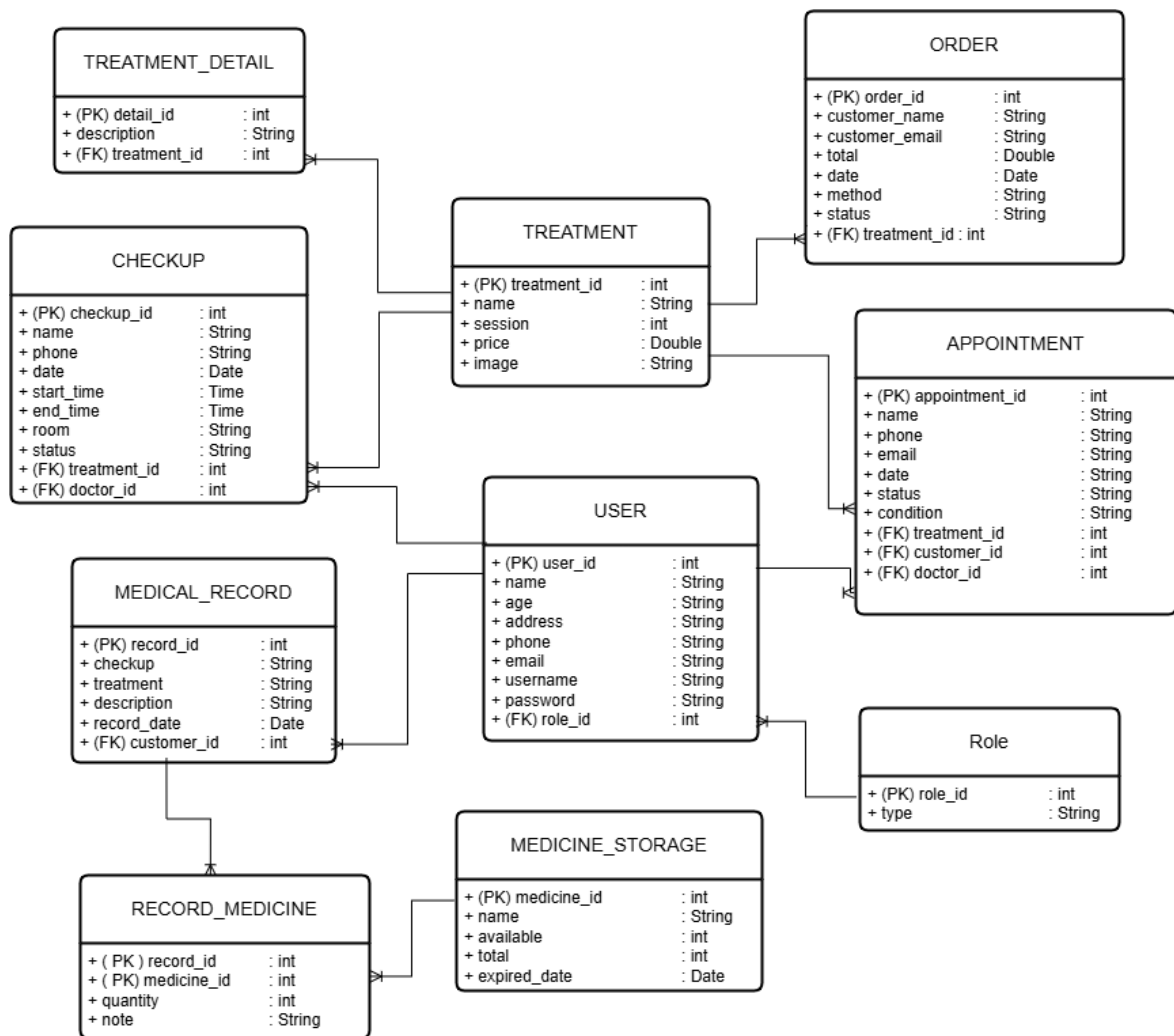 TREATMENT_DETAIL
+ (PK) detail_id : int
+ description : String
+ (FK) treatment_id : int
ORDER
+ (PK) order_id : int
+ customer_name : String
+ customer_email : String
+ total : Double
+ date : Date
+ method : String
+ status : String
+ (FK) treatment_id : int
TREATMENT
+ (PK) treatment_id : int
+ name : String
+ session : int
+ price : Double
+ image : String
CHECKUP
+ (PK) checkup_id : int
+ name : String
+ phone : String
+ date : Date
+ start_time : Time
+ end_time : Time
+ room : String
+ status : String
+ (FK) treatment_id : int
+ (FK) doctor_id : int
APPOINTMENT
+ (PK) appointment_id : int
+ name : String
+ phone : String
+ email : String
+ date : String
+ status : String
+ condition : String
+ (FK) treatment_id : int
+ (FK) customer_id : int
+ (FK) doctor_id : int
USER
+ (PK) user_id : int
+ name : String
+ age : String
+ address : String
+ phone : String
+ email : String
+ username : String
+ password : String
+ (FK) role_id : int
MEDICAL_RECORD
+ (PK) record_id : int
+ checkup : String
+ treatment : String
+ description : String
+ record_date : Date
+ (FK) customer_id : int
Role
+ (PK) role_id : int
+ type : String
MEDICINE_STORAGE
+ (PK) medicine_id : int
+ name : String
+ available : int
+ total : int
+ expired_date : Date
RECORD_MEDICINE
+ ( PK ) record_id : int
+ ( PK) medicine_id : int
+ quantity : int
+ note : String